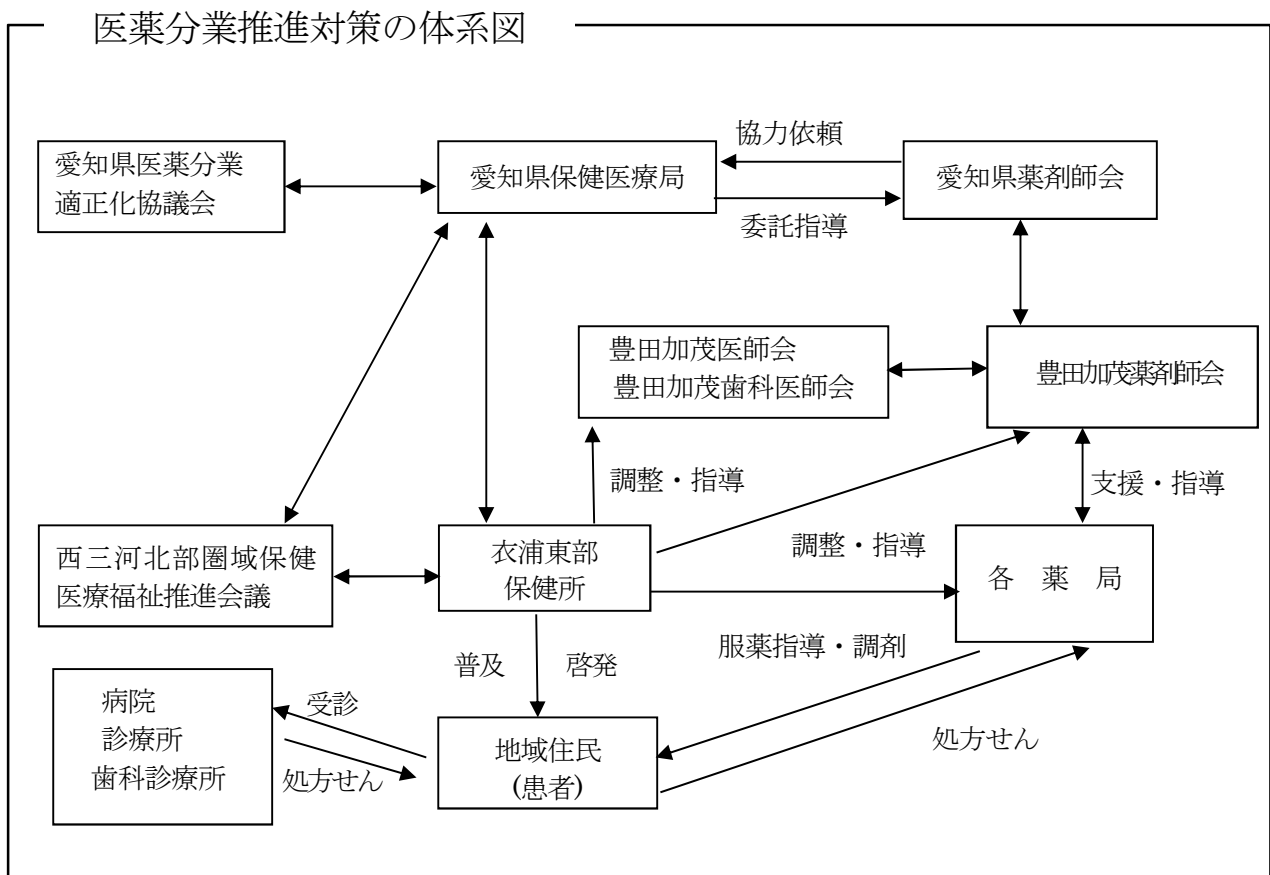 医薬分業推進対策の体系図
協力依頼
愛知県医薬分業
適正化協議会
愛知県保健医療局
愛知県薬剤師会
委託指導
豊田加茂医師会
豊田加茂歯科医師会
豊田加茂薬剤師会
調整・指導
支援・指導
西三河北部圏域保健
医療福祉推進会議
衣浦東部
保健所
調整・指導
各 薬 局
普及 啓発
服薬指導・調剤
病院
診療所
歯科診療所
受診
処方せん
地域住民
(患者)
処方せん